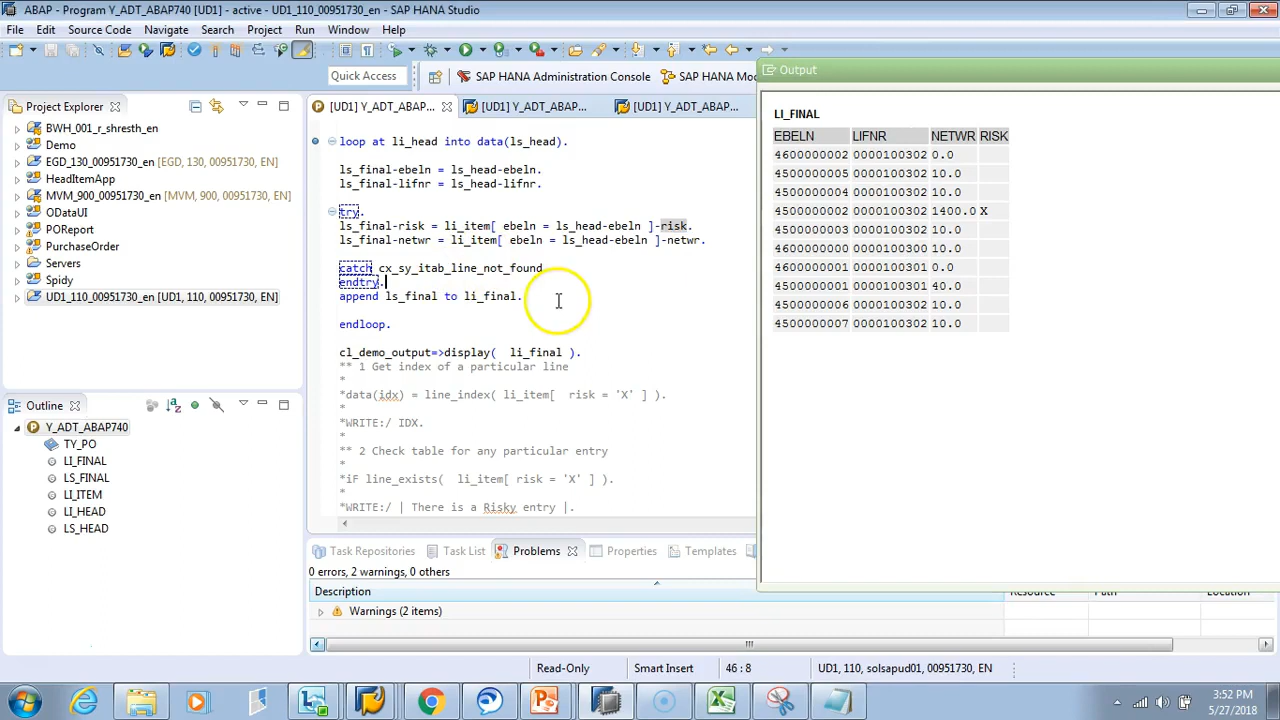 ABAP - Program Y_ADT_ABAP740 [UD1] - active - UD1_110_00951730_en - SAP HANA Studio
File Edit Source Code Navigate Search Project Run Window Help
Quick Access
SAP HANA Administration Console
SAP HANA Mo
Project Explorer
BWH_001_r_shresth_en
Demo
EGD_130_00951730_en [EGD, 130, 00951730, EN]
HeadItemApp
MVM_900_00951730_en [MVM, 900, 00951730, EN]
ODataUI
POReport
PurchaseOrder
Servers
Spidy
UD1_110_00951730_en [UD1, 110, 00951730, EN]
Outline
Y_ADT_ABAP740
TY_PO
LI_FINAL
LS_FINAL
LI_ITEM
LI_HEAD
LS_HEAD
[UD1] Y_ADT_ABAP...
[UD1] Y_ADT_ABAP...
[UD1] Y_ADT_ABAP...
loop at li_head into data(ls_head).
ls_final-ebeln = ls_head-ebeln.
ls_final-lifnr = ls_head-lifnr.
try.
ls_final-risk = li_item[ ebeln = ls_head-ebeln ]-risk.
ls_final-netwr = li_item[ ebeln = ls_head-ebeln ]-netwr.
catch cx_sy_itab_line_not_found
endtry.
append ls_final to li_final.
endloop.
cl_demo_output=>display( li_final ).
** 1 Get index of a particular line
*
*data(idx) = line_index( li_item[ risk = 'X' ] ).
*
*WRITE:/ IDX.
*
** 2 Check table for any particular entry
*
*iF line_exists( li_item[ risk = 'X' ] ).
*
*WRITE:/ | There is a Risky entry |.
Output
LI_FINAL
EBELN LIFNR NETWR RISK
4600000002 0000100302 0.0
4500000005 0000100302 10.0
4500000004 0000100302 10.0
4500000002 0000100302 1400.0 X
4500000003 0000100302 10.0
4600000000 0000100300 10.0
4600000001 0000100302 0.0
4500000001 0000100302 40.0
4500000006 0000100302 10.0
4500000007 0000100302 10.0
Task Repositories Task List Problems Properties Templates
0 errors, 2 warnings, 0 others
Description Resource Path Location
Warnings (2 items)
Read-Only Smart Insert 46 : 8 UD1, 110, solsapud01, 00951730, EN
3:52 PM
5/27/2018